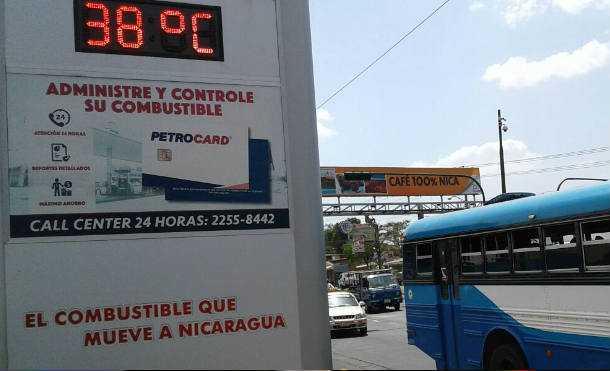 38°C
ADMINISTRE Y CONTROLE
SU COMBUSTIBLE
24
ATENCIÓN 24 HORAS
REPORTES DETALLADOS
MÁXIMO AHORRO
PETROCARD
CALL CENTER 24 HORAS: 2255-8442
EL COMBUSTIBLE QUE
MUEVE A NICARAGUA
CAFÉ 100% NICA